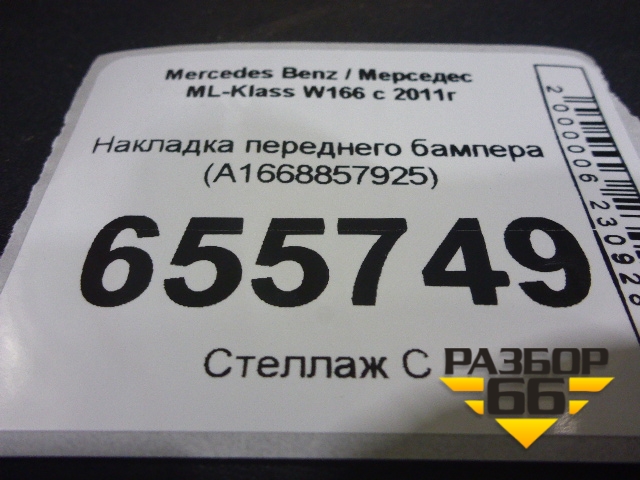 Mercedes Benz / Мерседес
ML-Klass W166 с 2011г
Накладка переднего бампера
(A1668857925)
655749
Стеллаж С
РАЗБОР
66